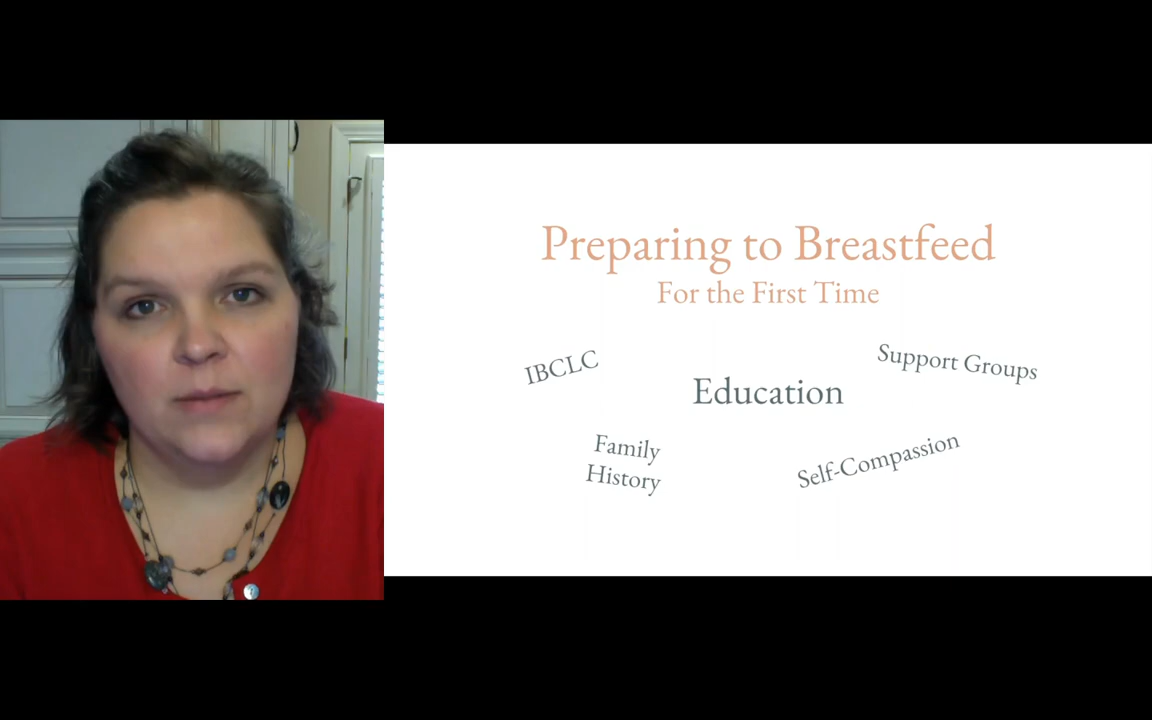 Preparing to Breastfeed
For the First Time
IBCLC
Support Groups
Education
Family
History
Self-Compassion